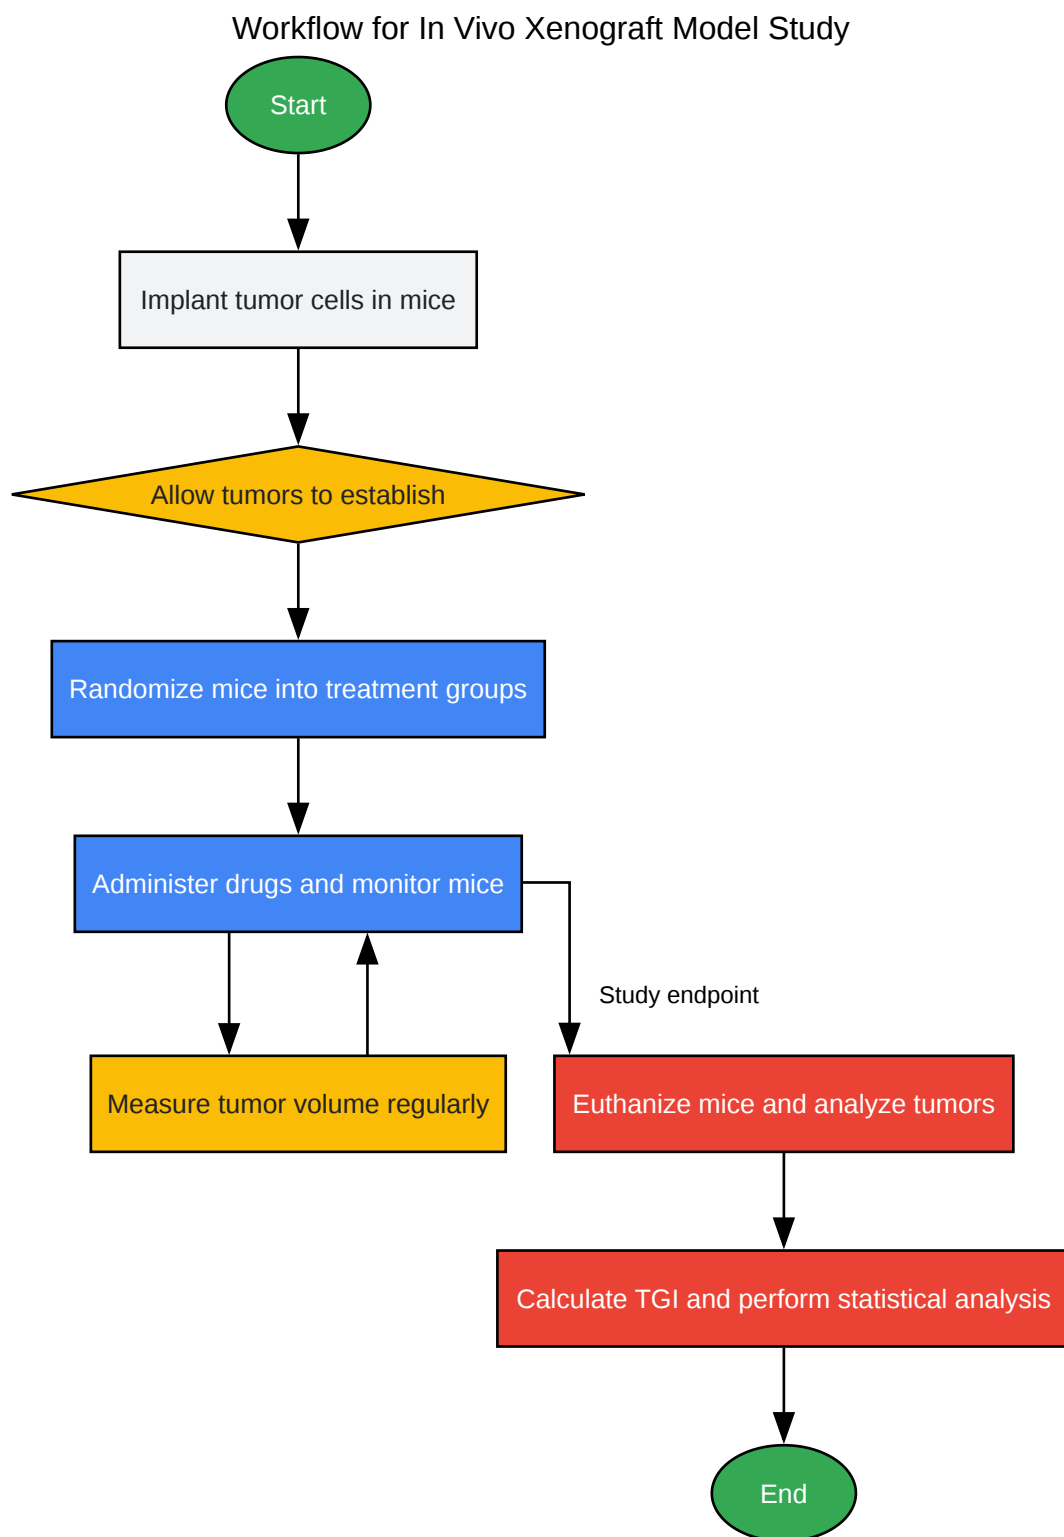 Workflow for In Vivo Xenograft Model Study
Start
Implant tumor cells in mice
Allow tumors to establish
Randomize mice into treatment groups
Administer drugs and monitor mice
Study endpoint
Measure tumor volume regularly
Euthanize mice and analyze tumors
Calculate TGI and perform statistical analysis
End